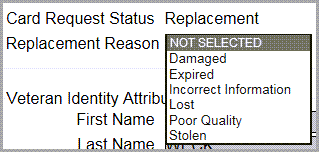 Card Request Status Replacement
Replacement Reason NOT SELECTED
Damaged
Expired
Incorrect Information
Lost
Poor Quality
Stolen
Veteran Identity Attribu
First Name
Last Name